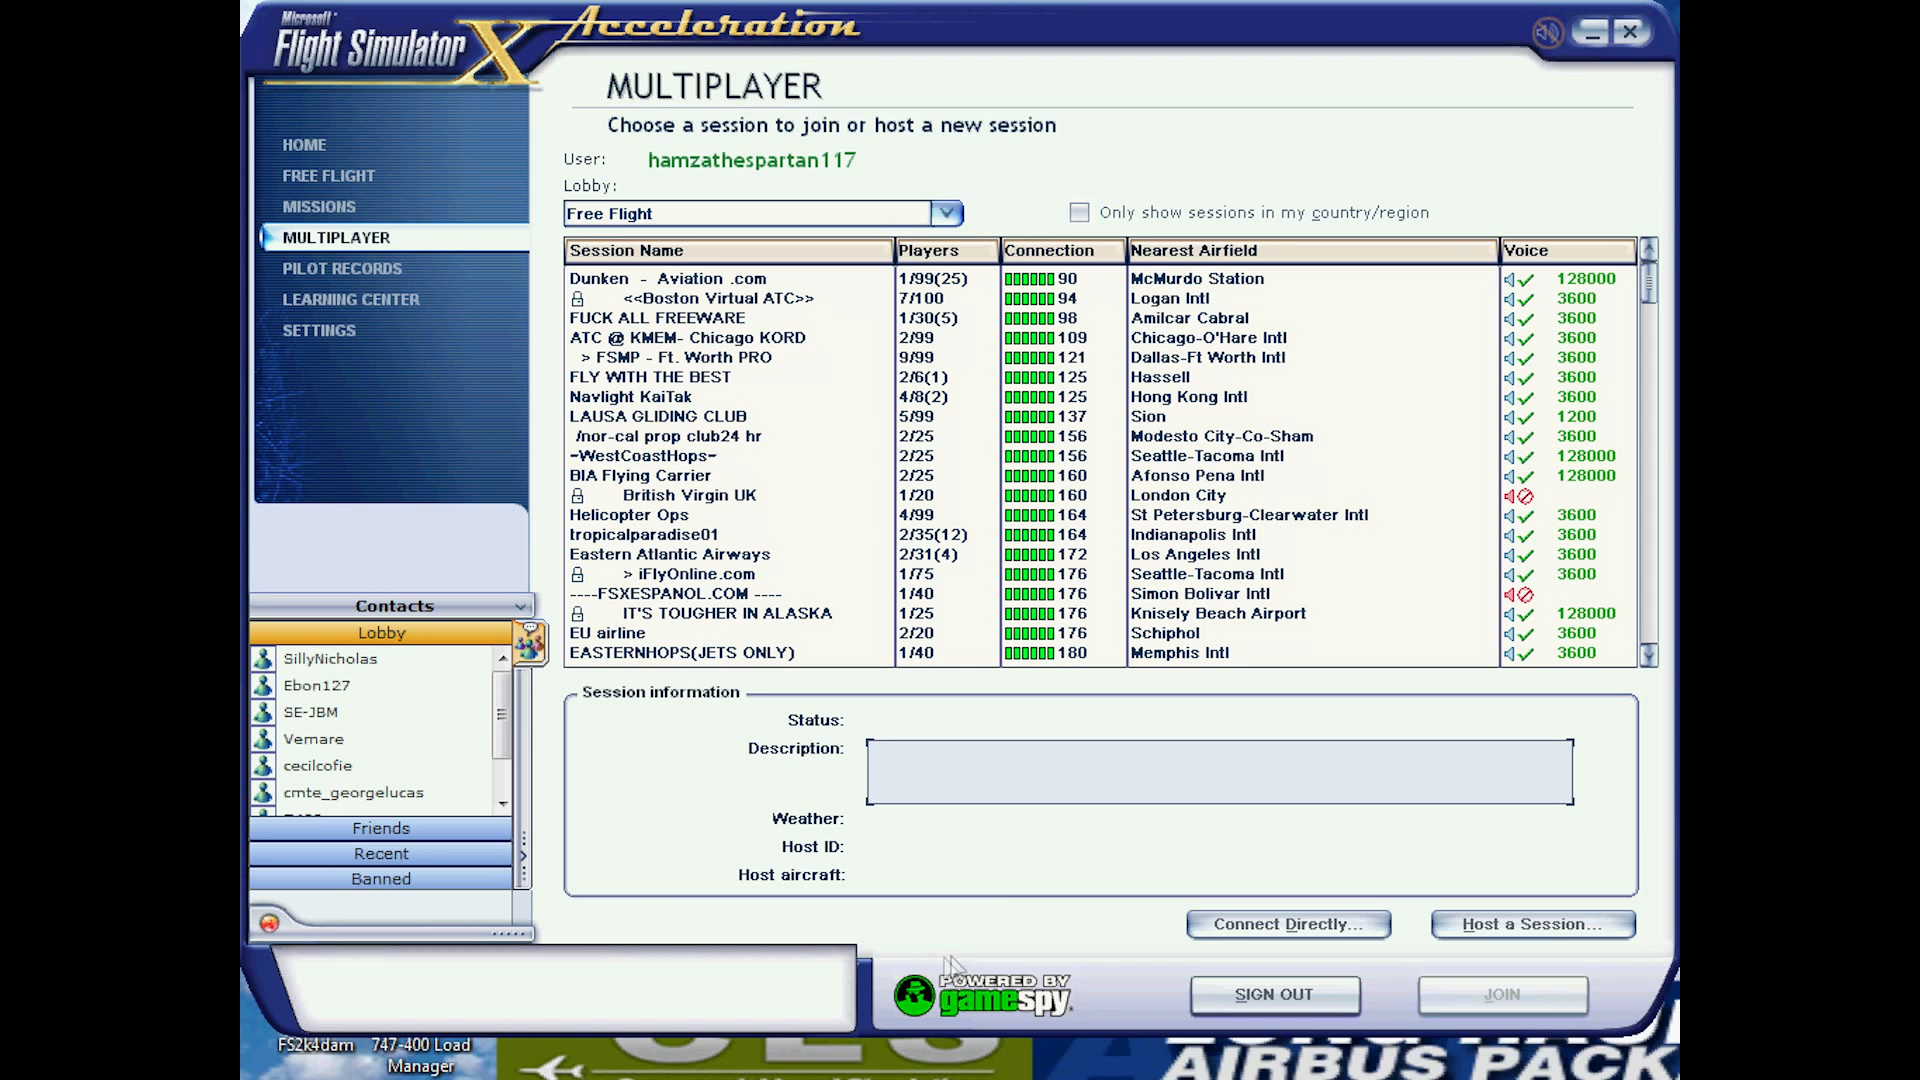 Microsoft
Flight Simulator X Acceleration
MULTIPLAYER
Choose a session to join or host a new session
User: hamzathespartan117
Lobby:
Free Flight
Only show sessions in my country/region
HOME
FREE FLIGHT
MISSIONS
MULTIPLAYER
PILOT RECORDS
LEARNING CENTER
SETTINGS
Session Name Players Connection Nearest Airfield Voice
Dunken - Aviation .com 1/99(25) 90 McMurdo Station 128000
<<Boston Virtual ATC>> 7/100 94 Logan Intl 3600
FUCK ALL FREEWARE 1/30(5) 98 Amilcar Cabral 3600
ATC @ KMEM- Chicago KORD 2/99 109 Chicago-O'Hare Intl 3600
> FSMP - Ft. Worth PRO 9/99 121 Dallas-Ft Worth Intl 3600
FLY WITH THE BEST 2/6(1) 125 Hassell 3600
Navlight KaiTak 4/8(2) 125 Hong Kong Intl 3600
LAUSA GLIDING CLUB 5/99 137 Sion 1200
/nor-cal prop club24 hr 2/25 156 Modesto City-Co-Sham 3600
~WestCoastHops~ 2/25 156 Seattle-Tacoma Intl 128000
BIA Flying Carrier 2/25 160 Afonso Pena Intl 128000
British Virgin UK 1/20 160 London City
Helicopter Ops 4/99 164 St Petersburg-Clearwater Intl 3600
tropicalparadise01 2/35(12) 164 Indianapolis Intl 3600
Eastern Atlantic Airways 2/31(4) 172 Los Angeles Intl 3600
> iFlyOnline.com 1/75 176 Seattle-Tacoma Intl 3600
----FSXESPANOL.COM ---- 1/40 176 Simon Bolivar Intl
IT'S TOUGHER IN ALASKA 1/25 176 Knisely Beach Airport 128000
EU airline 2/20 176 Schiphol 3600
EASTERNHOPS(JETS ONLY) 1/40 180 Memphis Intl 3600
Contacts
Lobby
SillyNicholas
Ebon127
SE-JBM
Vemare
cecilcofie
cmte_georgelucas
Friends
Recent
Banned
Session information
Status:
Description:
Weather:
Host ID:
Host aircraft:
Connect Directly...
Host a Session...
POWERED BY
gamespy
SIGN OUT
JOIN
FS2k4dam
747-400 Load
Manager
AIRBUS PACK